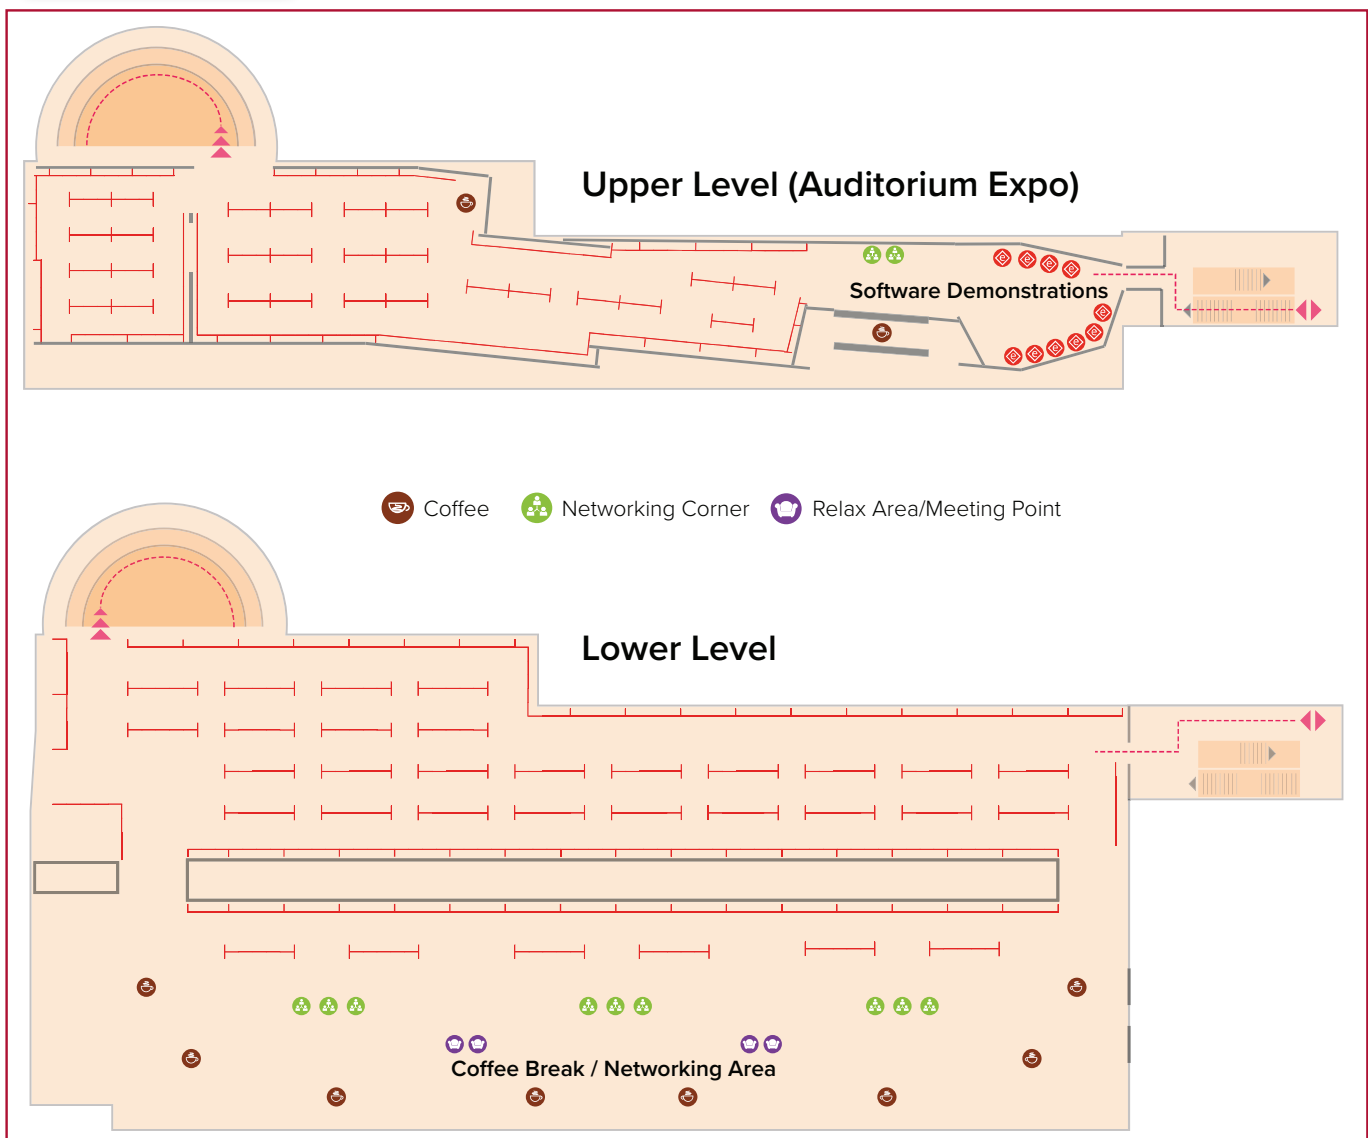 Upper Level (Auditorium Expo)
Software Demonstrations
Coffee
Networking Corner
Relax Area/Meeting Point
Lower Level
Coffee Break / Networking Area